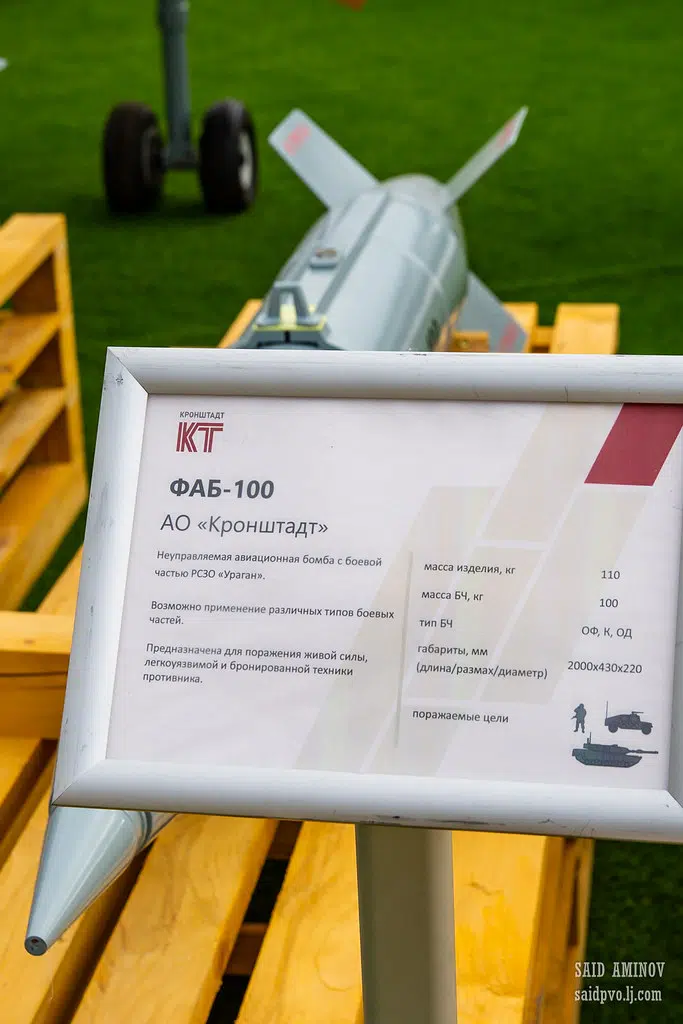 КРОНШТАДТ
КТ
ФАБ-100
АО «Кронштадт»
Неуправляемая авиационная бомба с боевой
частью РСЗО «Ураган».
Возможно применение различных типов боевых
частей.
Предназначена для поражения живой силы,
легкоуязвимой и бронированной техники
противника.
масса изделия, кг 110
масса БЧ, кг 100
тип БЧ ОФ, К, ОД
габариты, мм
(длина/размах/диаметр) 2000х430х220
поражаемые цели
SAID AMINOV
saidpvo.lj.com